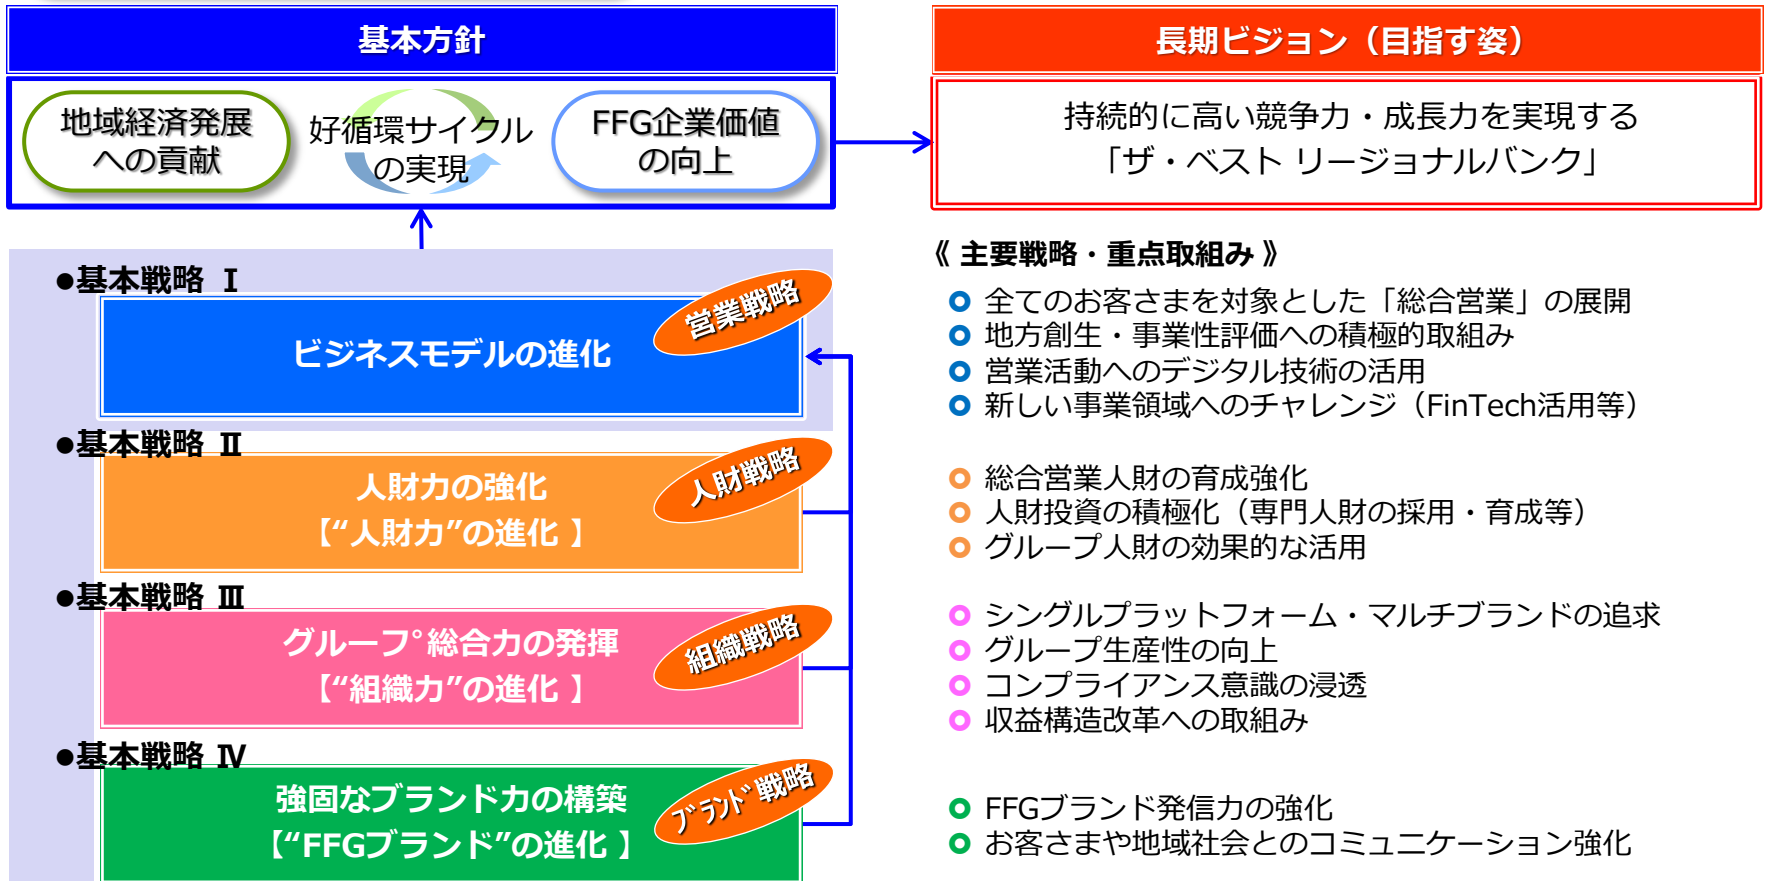 基本方針
地域経済発展
への貢献
好循環サイクル
の実現
FFG企業価値
の向上
長期ビジョン（目指す姿）
持続的に高い競争力・成長力を実現する
「ザ・ベスト リージョナルバンク」
●基本戦略 Ⅰ
営業戦略
ビジネスモデルの進化
●基本戦略 Ⅱ
人財戦略
人財力の強化
【“人財力”の進化 】
●基本戦略 Ⅲ
組織戦略
グループ総合力の発揮
【“組織力”の進化 】
●基本戦略 Ⅳ
ﾌﾞﾗﾝﾄﾞ戦略
強固なブランド力の構築
【“FFGブランド”の進化 】
《 主要戦略・重点取組み 》
全てのお客さまを対象とした「総合営業」の展開
地方創生・事業性評価への積極的取組み
営業活動へのデジタル技術の活用
新しい事業領域へのチャレンジ（FinTech活用等）
総合営業人財の育成強化
人財投資の積極化（専門人財の採用・育成等）
グループ人財の効果的な活用
シングルプラットフォーム・マルチブランドの追求
グループ生産性の向上
コンプライアンス意識の浸透
収益構造改革への取組み
FFGブランド発信力の強化
お客さまや地域社会とのコミュニケーション強化